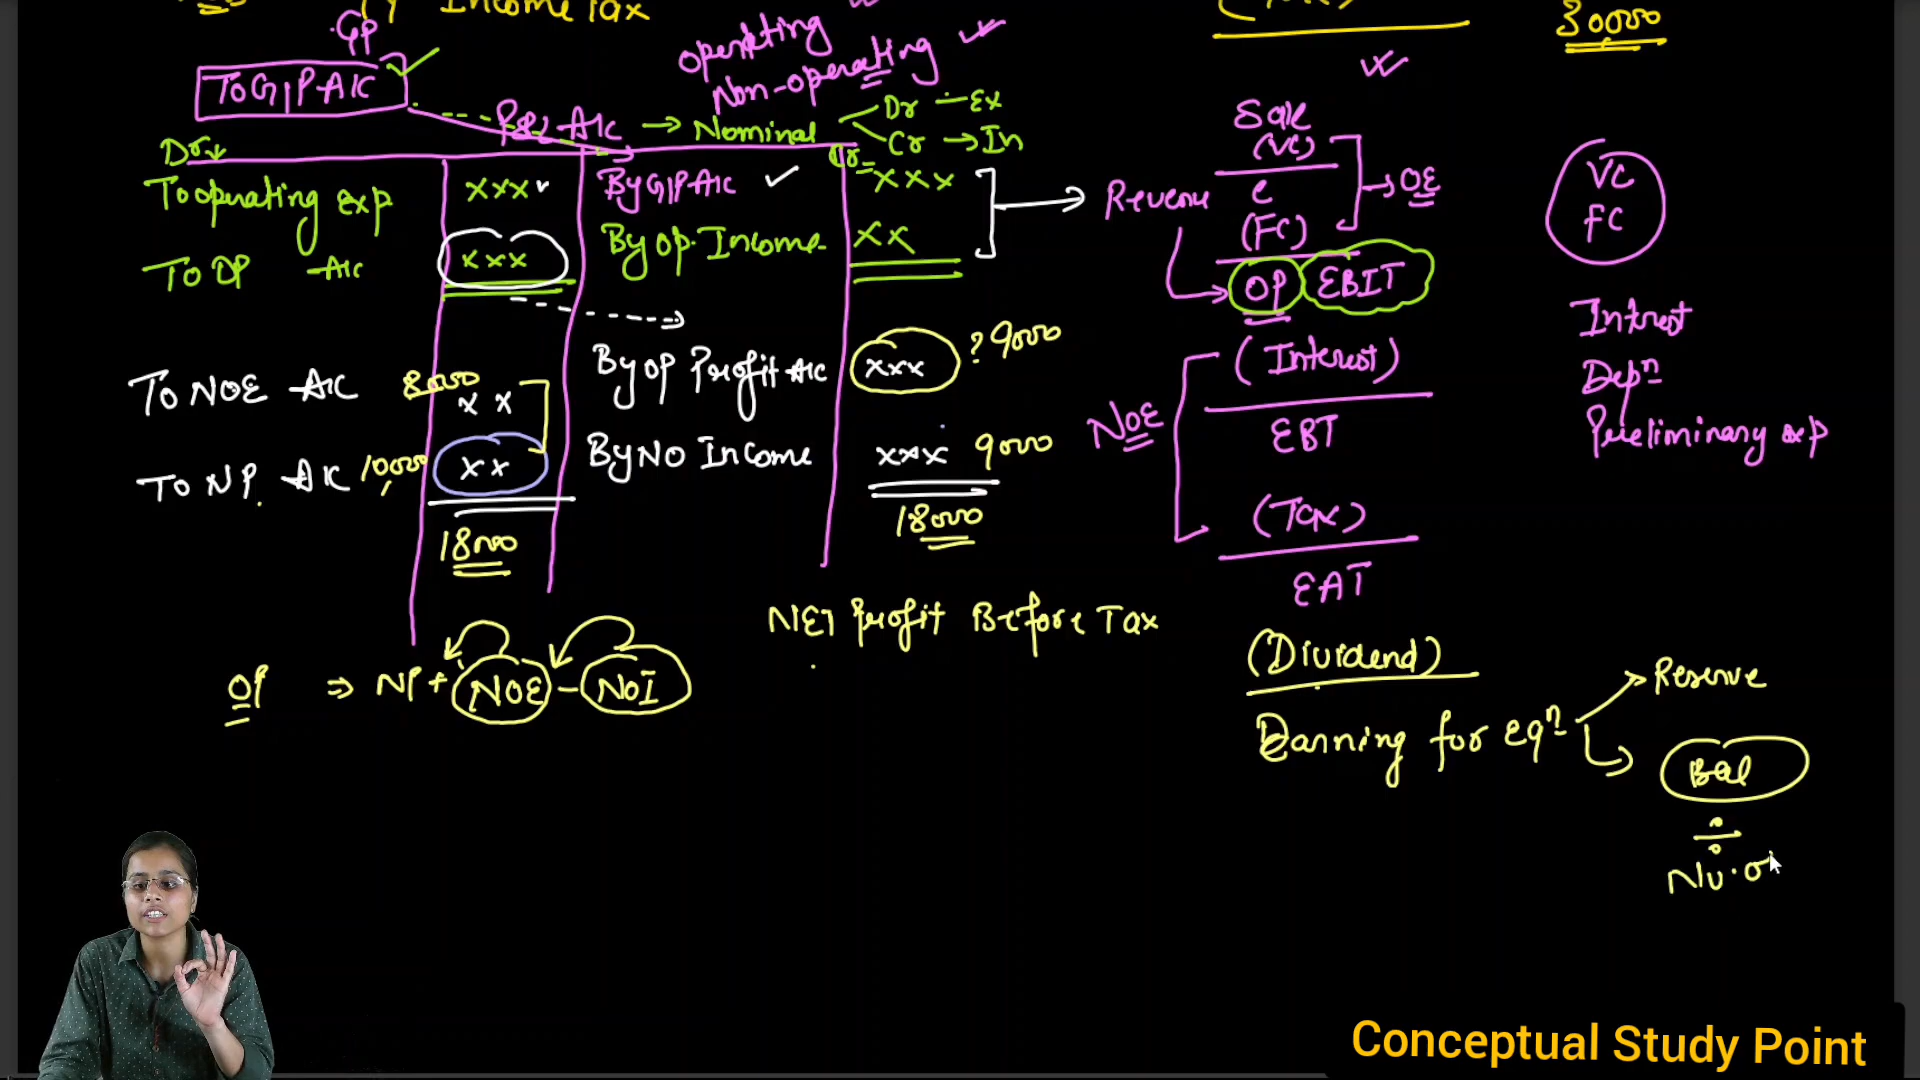 Income Tax
30000
GP
To G|P A/c
operating
Non-operating
P&L A/c → Nominal
Dr - Ex
Cr → In
Dr
Cr
To operating exp
xxx
By G|P A/c
xxx
To OP A/c
xxx
By op. Income
xx
Revenue
Sale
(VC)
c
(FC)
→ OE
OP
EBIT
VC
FC
Interest
Depn
Preliminary exp
To NOE A/c
8000
xx
By op Profit A/c
xxx
? 9000
To NP. A/c
10,000
xx
By NO Income
xxx
9000
18000
18000
NOE
(Interest)
EBT
(Tax)
EAT
(Dividend)
Earning for eqn
Reserve
Bal
÷
No. o
NET Profit Before Tax
OP ⇒ NP + NOE - NOI
Conceptual Study Point